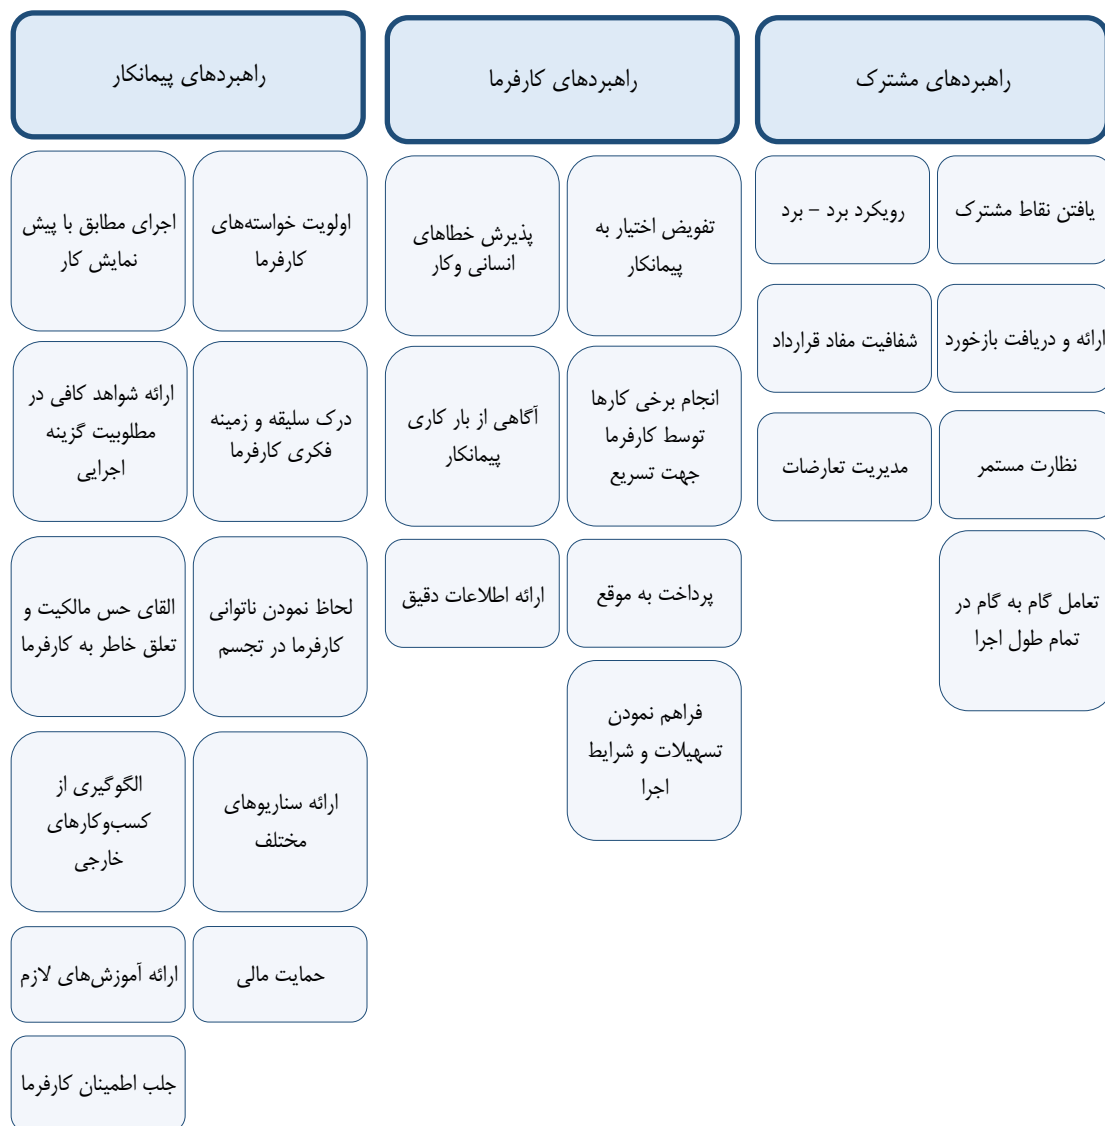 راهبردهای مشترک
یافتن نقاط مشترک
رویکرد برد – برد
ارائه و دریافت بازخورد
شفافیت مفاد قرارداد
نظارت مستمر
مدیریت تعارضات
تعامل گام به گام در
تمام طول اجرا
راهبردهای کارفرما
تفویض اختیار به
پیمانکار
پذیرش خطاهای
انسانی وکار
انجام برخی کارها
توسط کارفرما
جهت تسریع
آگاهی از بار کاری
پیمانکار
پرداخت به موقع
ارائه اطلاعات دقیق
فراهم نمودن
تسهیلات و شرایط
اجرا
راهبردهای پیمانکار
اولویت خواسته‌های
کارفرما
اجرای مطابق با پیش
نمایش کار
درک سلیقه و زمینه
فکری کارفرما
ارائه شواهد کافی در
مطلوبیت گزینه
اجرایی
لحاظ نمودن ناتوانی
کارفرما در تجسم
القای حس مالکیت و
تعلق خاطر به کارفرما
ارائه سناریوهای
مختلف
الگوگیری از
کسب‌وکارهای
خارجی
حمایت مالی
ارائه آموزش‌های لازم
جلب اطمینان کارفرما